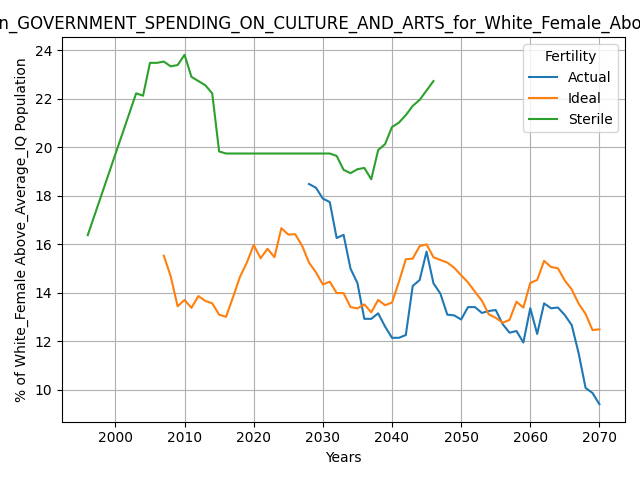 n_GOVERNMENT_SPENDING_ON_CULTURE_AND_ARTS_for_White_Female_Abo
% of White_Female Above_Average_IQ Population
24
22
20
18
16
14
12
10
Fertility
Actual
Ideal
Sterile
2000 2010 2020 2030 2040 2050 2060 2070
Years